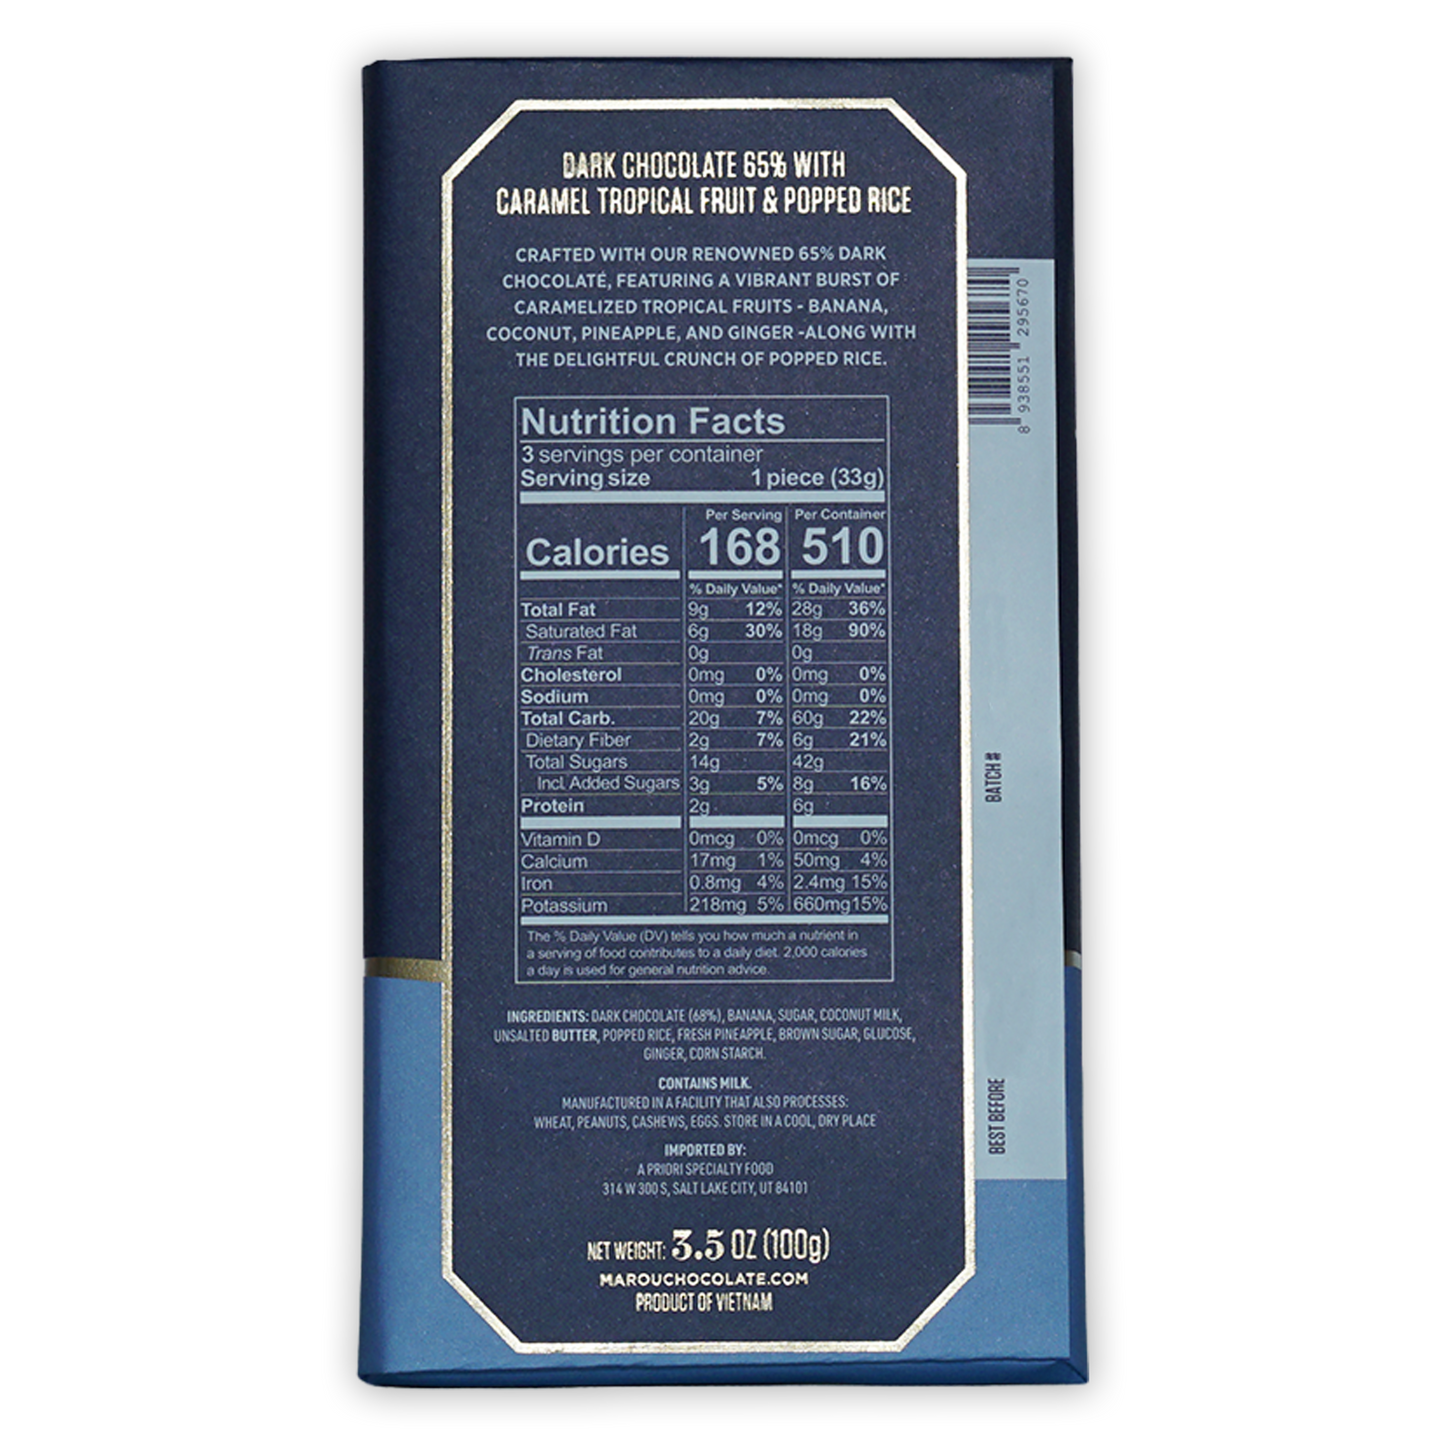 DARK CHOCOLATE 65% WITH
CARAMEL TROPICAL FRUIT & POPPED RICE
CRAFTED WITH OUR RENOWNED 65% DARK
CHOCOLATE, FEATURING A VIBRANT BURST OF
CARAMELIZED TROPICAL FRUITS - BANANA,
COCONUT, PINEAPPLE, AND GINGER -ALONG WITH
THE DELIGHTFUL CRUNCH OF POPPED RICE.
Nutrition Facts
3 servings per container
Serving size 1 piece (33g)
Per Serving Per Container
Calories 168 510
% Daily Value* % Daily Value*
Total Fat 9g 12% 28g 36%
Saturated Fat 6g 30% 18g 90%
Trans Fat 0g 0g
Cholesterol 0mg 0% 0mg 0%
Sodium 0mg 0% 0mg 0%
Total Carb. 20g 7% 60g 22%
Dietary Fiber 2g 7% 6g 21%
Total Sugars 14g 42g
Incl. Added Sugars 3g 5% 8g 16%
Protein 2g 6g
Vitamin D 0mcg 0% 0mcg 0%
Calcium 17mg 1% 50mg 4%
Iron 0.8mg 4% 2.4mg 15%
Potassium 218mg 5% 660mg 15%
The % Daily Value (DV) tells you how much a nutrient in
a serving of food contributes to a daily diet. 2,000 calories
a day is used for general nutrition advice.
INGREDIENTS: DARK CHOCOLATE (68%), BANANA, SUGAR, COCONUT MILK,
UNSALTED BUTTER, POPPED RICE, FRESH PINEAPPLE, BROWN SUGAR, GLUCOSE,
GINGER, CORN STARCH.
CONTAINS MILK.
MANUFACTURED IN A FACILITY THAT ALSO PROCESSES:
WHEAT, PEANUTS, CASHEWS, EGGS. STORE IN A COOL, DRY PLACE
IMPORTED BY:
A PRIORI SPECIALTY FOOD
314 W 300 S, SALT LAKE CITY, UT 84101
NET WEIGHT: 3.5 OZ (100g)
MAROUCHOCOLATE.COM
PRODUCT OF VIETNAM
8 938551 295670
BATCH#
BEST BEFORE